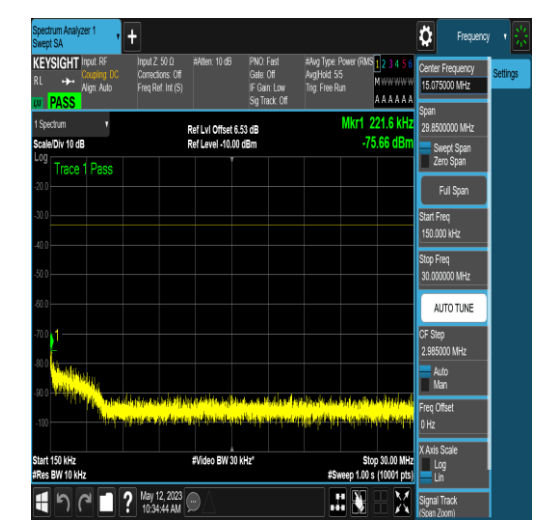 Spectrum Analyzer 1
Swept SA
Frequency
KEYSIGHT
RL
PASS
Input: RF
Coupling: DC
Align: Auto
Input Z: 50 Ω
Corrections: Off
Freq Ref: Int (S)
#Atten: 10 dB
PNO: Fast
Gate: Off
IF Gain: Low
Sig Track: Off
#Avg Type: Power (RMS
Avg|Hold: 5/5
Trig: Free Run
1 2 3 4 5 6
M W W W W W
A A A A A A
1 Spectrum
Scale/Div 10 dB
Log
Ref Lvl Offset 6.53 dB
Ref Level -10.00 dBm
Mkr1 221.6 kHz
-75.66 dBm
Trace 1 Pass
-20.0
-30.0
-40.0
-50.0
-60.0
-70.0
-80.0
-90.0
-100
1
Start 150 kHz
#Res BW 10 kHz
#Video BW 30 kHz*
Stop 30.00 MHz
#Sweep 1.00 s (10001 pts)
May 12, 2023
10:34:44 AM
Center Frequency
15.075000 MHz
Settings
Span
29.8500000 MHz
Swept Span
Zero Span
Full Span
Start Freq
150.000 kHz
Stop Freq
30.000000 MHz
AUTO TUNE
CF Step
2.985000 MHz
Auto
Man
Freq Offset
0 Hz
X Axis Scale
Log
Lin
Signal Track
(Span Zoom)